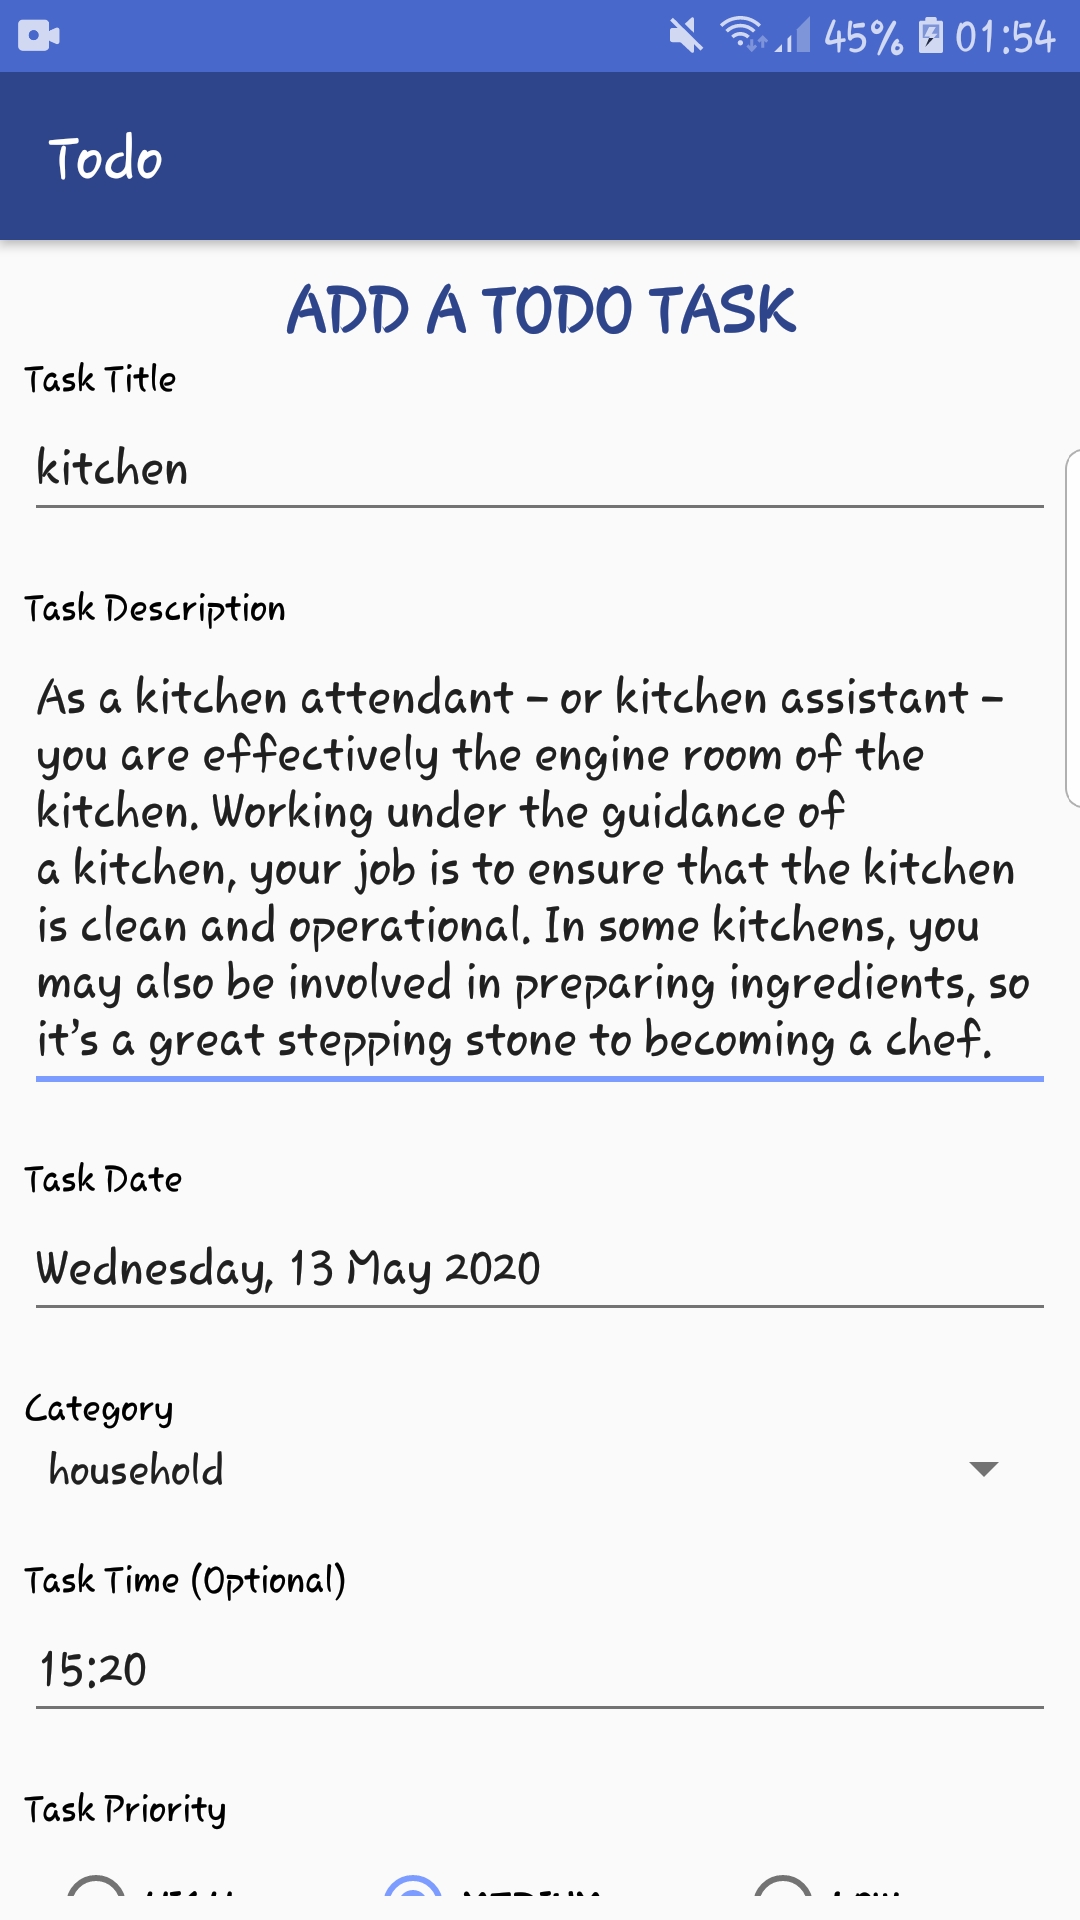 45% 01:54
Todo
ADD A TODO TASK
Task Title
kitchen
Task Description
As a kitchen attendant – or kitchen assistant –
you are effectively the engine room of the
kitchen. Working under the guidance of
a kitchen, your job is to ensure that the kitchen
is clean and operational. In some kitchens, you
may also be involved in preparing ingredients, so
it’s a great stepping stone to becoming a chef.
Task Date
Wednesday, 13 May 2020
Category
household
Task Time (Optional)
15:20
Task Priority
HIGH MEDIUM LOW